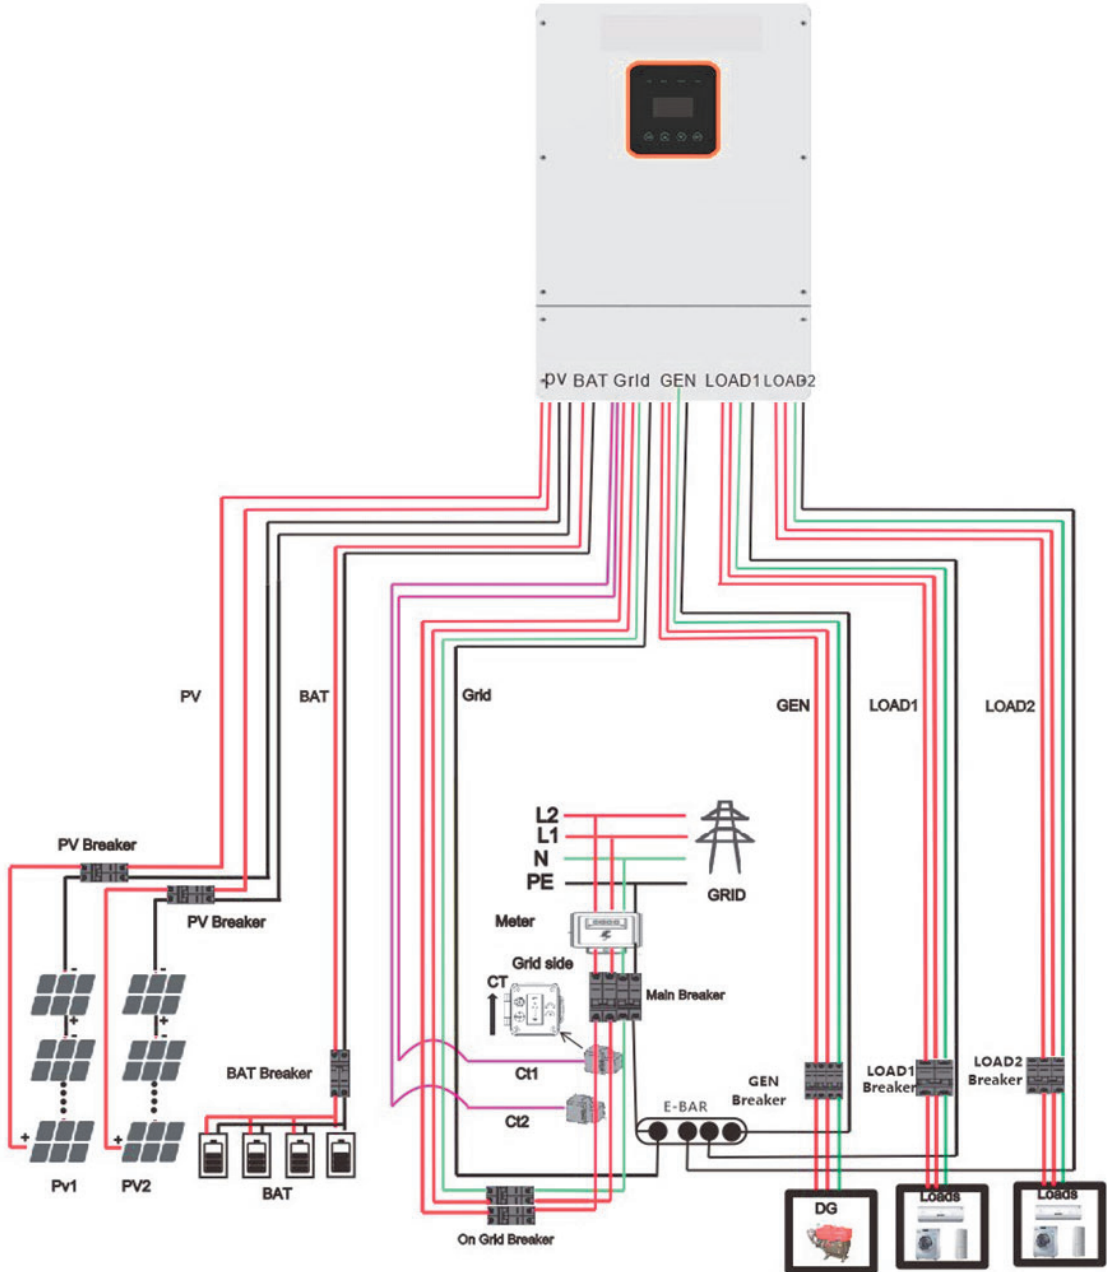 pv BAT Grid GEN LOAD1 LOAD2
PV
BAT
Grid
GEN
LOAD1
LOAD2
L2
L1
N
PE
GRID
PV Breaker
PV Breaker
Meter
Grid side
CT
Main Breaker
Ct1
Ct2
BAT Breaker
GEN
Breaker
LOAD1
Breaker
LOAD2
Breaker
E-BAR
-
-
+
+
-
-
+
+
Pv1
PV2
BAT
On Grid Breaker
DG
Loads
Loads